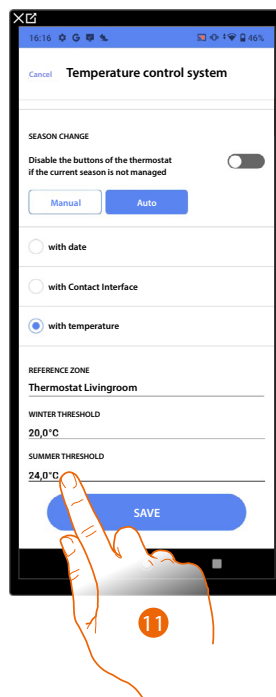 16:16 46%
Cancel Temperature control system
SEASON CHANGE
Disable the buttons of the thermostat
if the current season is not managed
Manual Auto
with date
with Contact Interface
with temperature
REFERENCE ZONE
Thermostat Livingroom
WINTER THRESHOLD
20,0°C
SUMMER THRESHOLD
24,0°C
SAVE
11